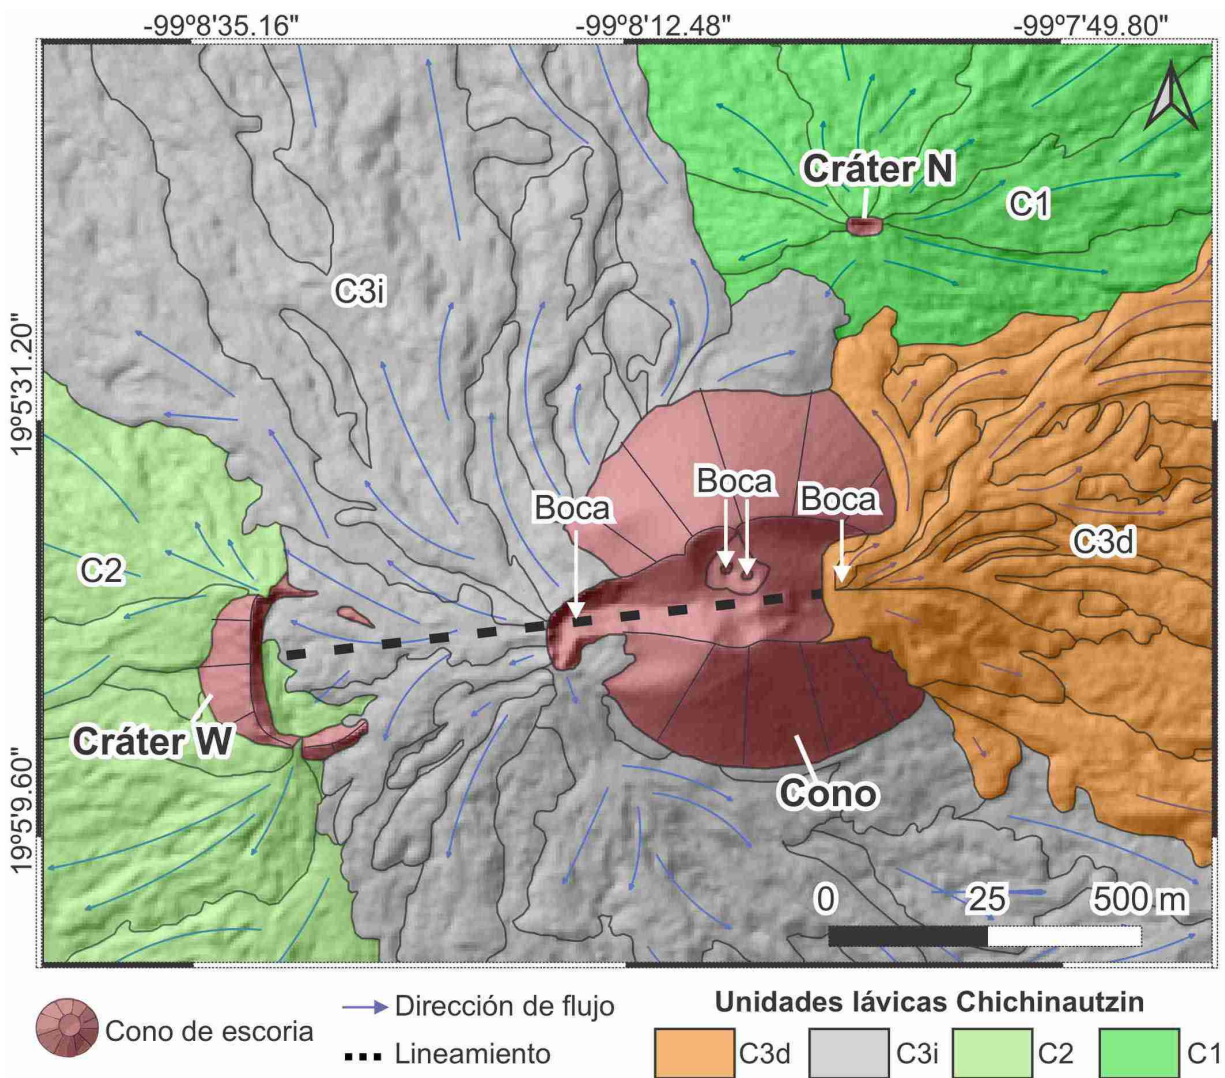 -99º8'35.16" -99º8'12.48" -99º7'49.80"
Cráter N
C1
C3i
19º5'31.20"
Boca Boca Boca
C3d
C2
Cráter W
Cono
19º5'9.60"
0 25 500 m
Cono de escoria
Dirección de flujo
Lineamiento
Unidades lávicas Chichinautzin
C3d C3i C2 C1